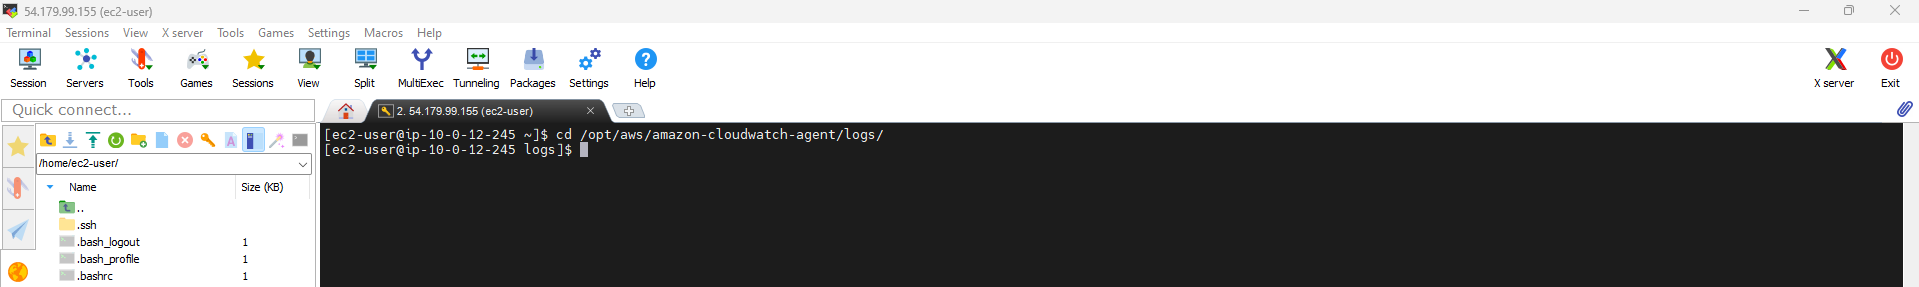 54.179.99.155 (ec2-user)
Terminal Sessions View X server Tools Games Settings Macros Help
Session Servers Tools Games Sessions View Split MultiExec Tunneling Packages Settings Help X server Exit
Quick connect...
2. 54.179.99.155 (ec2-user)
/home/ec2-user/
Name Size (KB)
..
.ssh
.bash_logout 1
.bash_profile 1
.bashrc 1
[ec2-user@ip-10-0-12-245 ~]$ cd /opt/aws/amazon-cloudwatch-agent/logs/
[ec2-user@ip-10-0-12-245 logs]$